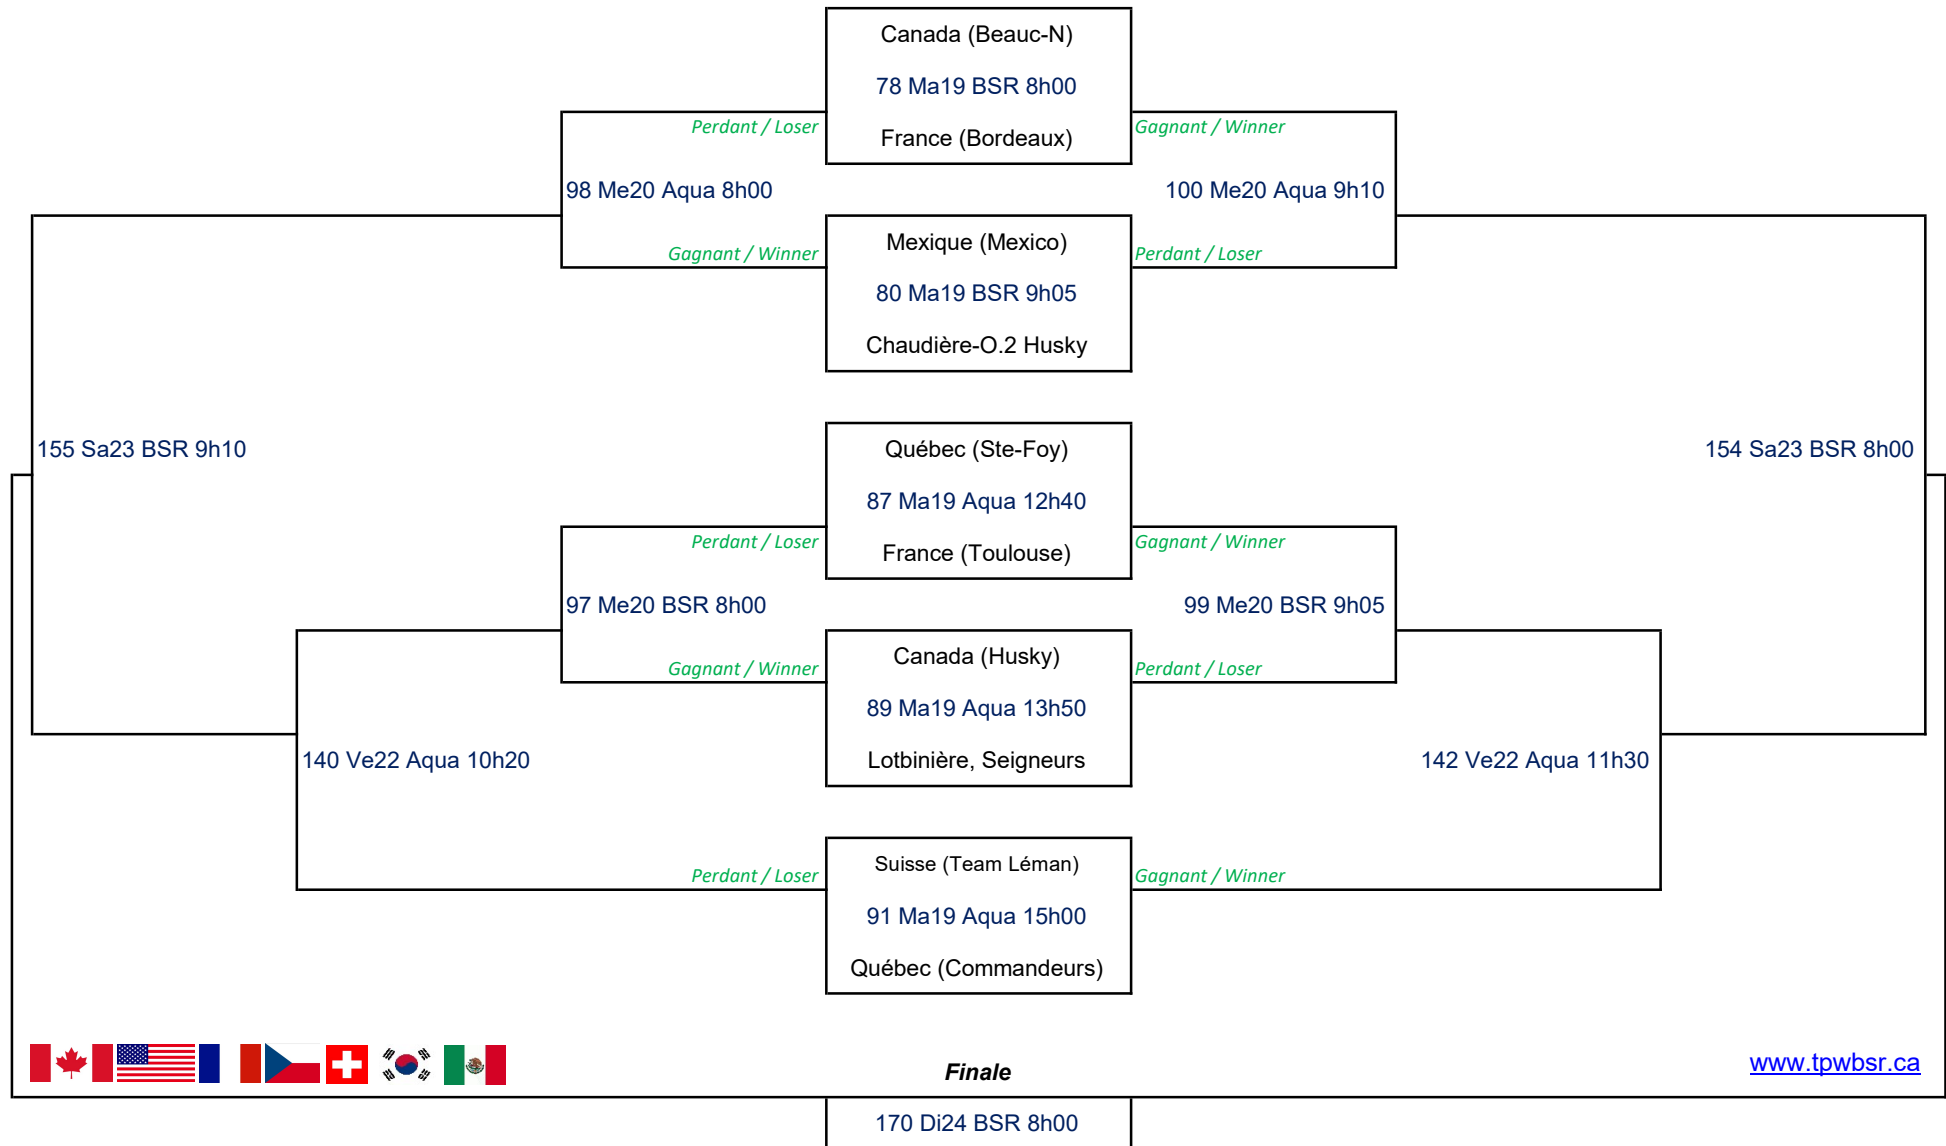 Canada (Beauc-N)
78 Ma19 BSR 8h00
Perdant / Loser
Gagnant / Winner
France (Bordeaux)
98 Me20 Aqua 8h00
100 Me20 Aqua 9h10
Mexique (Mexico)
Gagnant / Winner
Perdant / Loser
80 Ma19 BSR 9h05
Chaudière-O.2 Husky
155 Sa23 BSR 9h10
Québec (Ste-Foy)
154 Sa23 BSR 8h00
87 Ma19 Aqua 12h40
Perdant / Loser
Gagnant / Winner
France (Toulouse)
97 Me20 BSR 8h00
99 Me20 BSR 9h05
Canada (Husky)
Gagnant / Winner
Perdant / Loser
89 Ma19 Aqua 13h50
140 Ve22 Aqua 10h20
Lotbinière, Seigneurs
142 Ve22 Aqua 11h30
Suisse (Team Léman)
Perdant / Loser
Gagnant / Winner
91 Ma19 Aqua 15h00
Québec (Commandeurs)
Finale
www.tpwbsr.ca
170 Di24 BSR 8h00